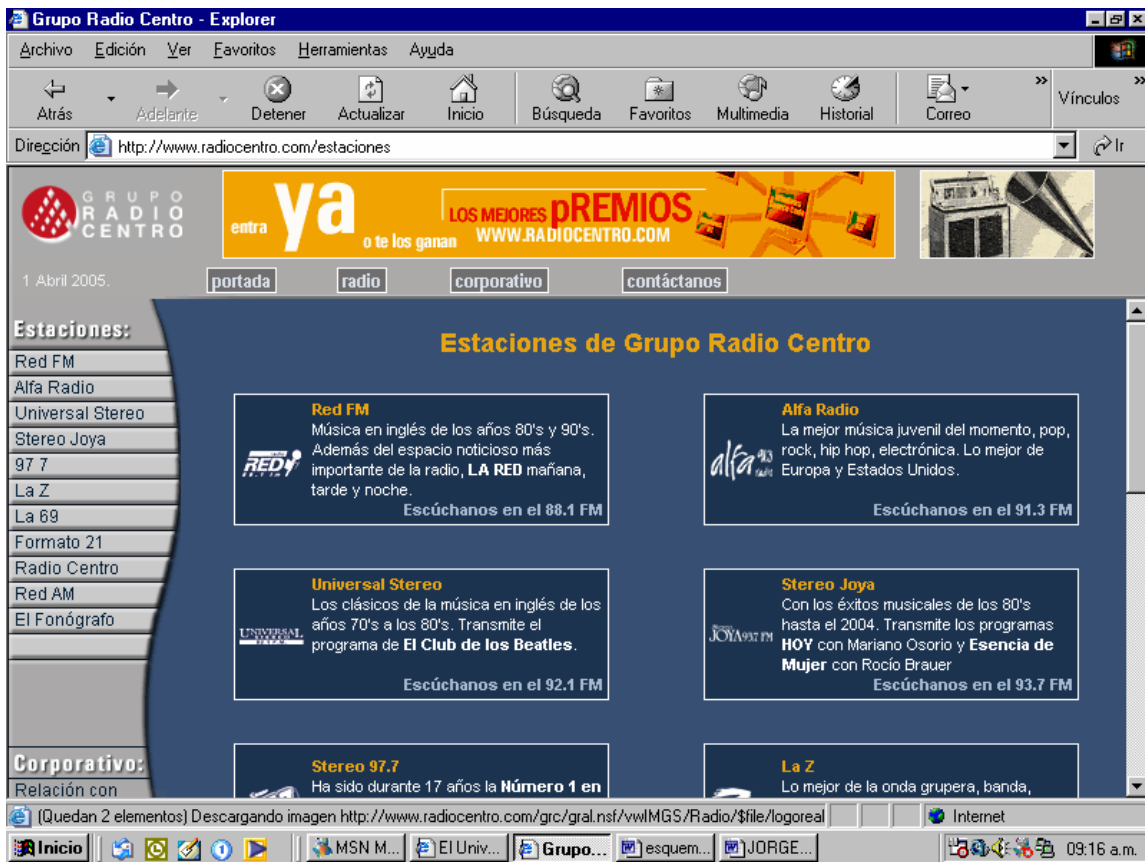 Grupo Radio Centro - Explorer
Archivo Edición Ver Favoritos Herramientas Ayuda
Atrás Adelante Detener Actualizar Inicio Búsqueda Favoritos Multimedia Historial Correo » Vínculos »
Dirección http://www.radiocentro.com/estaciones Ir
GRUPO
RADIO
CENTRO
entra ya o te los ganan
LOS MEJORES pREMIOS
WWW.RADIOCENTRO.COM
1 Abril 2005.
portada radio corporativo contáctanos
Estaciones:
Red FM
Alfa Radio
Universal Stereo
Stereo Joya
97 7
La Z
La 69
Formato 21
Radio Centro
Red AM
El Fonógrafo
Corporativo:
Relación con
Estaciones de Grupo Radio Centro
RED
Red FM
Música en inglés de los años 80's y 90's.
Además del espacio noticioso más
importante de la radio, LA RED mañana,
tarde y noche.
Escúchanos en el 88.1 FM
alfa 91.3
Alfa Radio
La mejor música juvenil del momento, pop,
rock, hip hop, electrónica. Lo mejor de
Europa y Estados Unidos.
Escúchanos en el 91.3 FM
UNIVERSAL
Universal Stereo
Los clásicos de la música en inglés de los
años 70's a los 80's. Transmite el
programa de El Club de los Beatles.
Escúchanos en el 92.1 FM
JOYA 93.7 FM
Stereo Joya
Con los éxitos musicales de los 80's
hasta el 2004. Transmite los programas
HOY con Mariano Osorio y Esencia de
Mujer con Rocío Brauer
Escúchanos en el 93.7 FM
Stereo 97.7
Ha sido durante 17 años la Número 1 en
La Z
Lo mejor de la onda grupera, banda,
(Quedan 2 elementos) Descargando imagen http://www.radiocentro.com/grc/gral.nsf/vwIMGS/Radio/$file/logoreal Internet
Inicio MSN M... El Univ... Grupo... esquem... JORGE... 09:16 a.m.